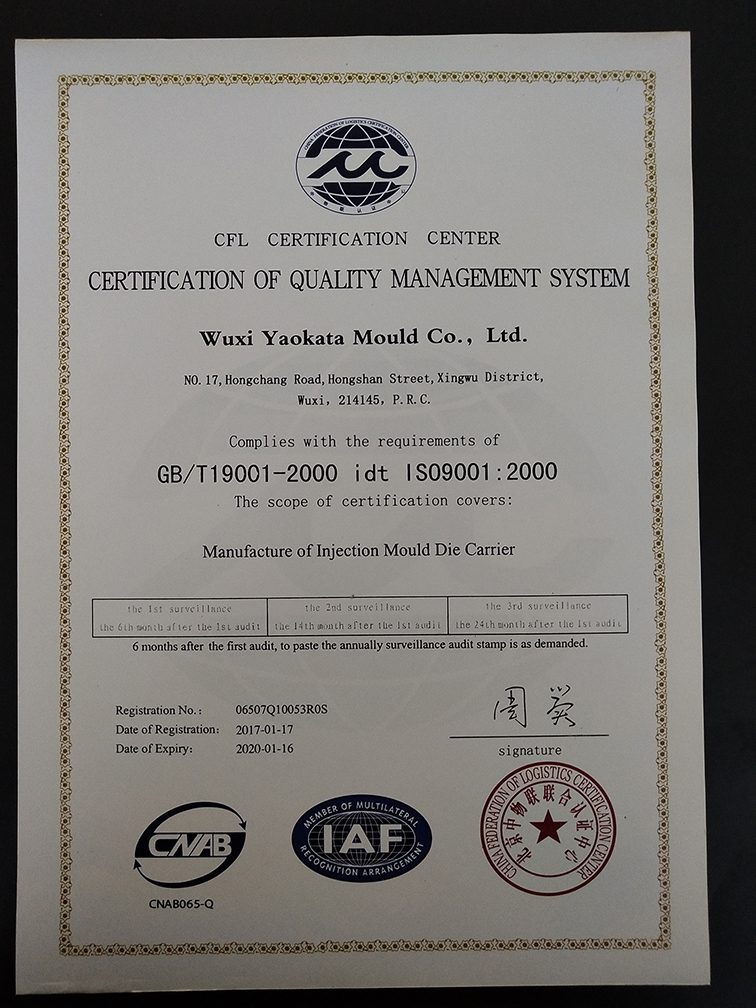 CHINA FEDERATION OF LOGISTICS CERTIFICATION CENTER
CFL CERTIFICATION CENTER
CERTIFICATION OF QUALITY MANAGEMENT SYSTEM
Wuxi Yaokata Mould Co., Ltd.
NO.17,Hongchang Road,Hongshan Street,Xingwu District,
Wuxi, 214145, P.R.C.
Complies with the requirements of
GB/T19001-2000 idt ISO9001:2000
The scope of certification covers:
Manufacture of Injection Mould Die Carrier
the 1st surveillance
the 6th month after the 1st audit
the 2nd surveillance
the 14th month after the 1st audit
the 3rd surveillance
the 24th month after the 1st audit
6 months after the first audit, to paste the annually surveillance audit stamp is as demanded.
Registration No.: 06507Q10053R0S
Date of Registration: 2017-01-17
Date of Expiry: 2020-01-16
signature
CNAB
CNAB065-Q
MEMBER OF MULTILATERAL
IAF
RECOGNITION ARRANGEMENT
CHINA FEDERATION OF LOGISTICS CERTIFICATION CENTER
北京中物联联合认证中心